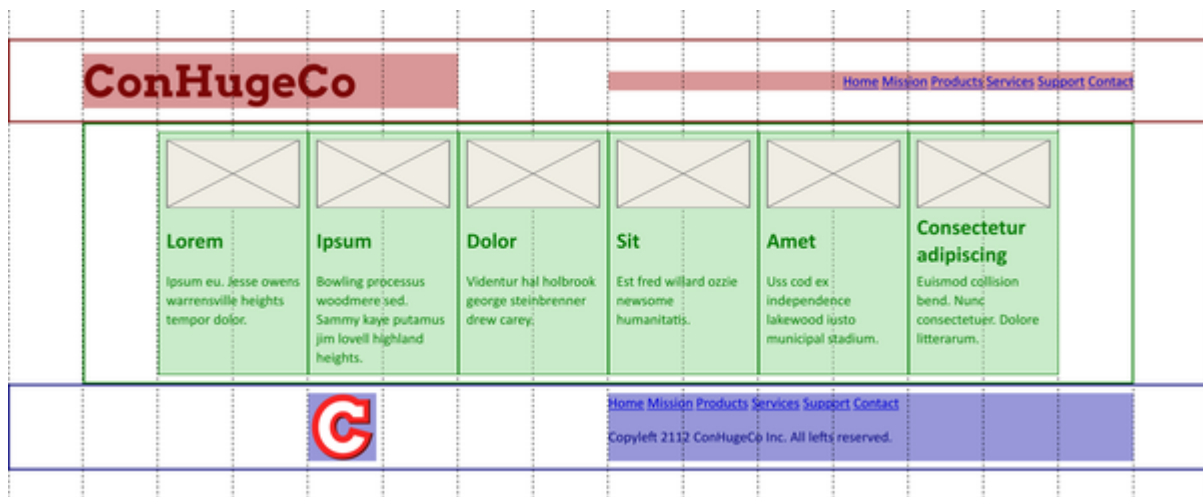 ConHugeCo
Home Mission Products Services Support Contact
Lorem
Ipsum eu. Jesse owens
warrensville heights
tempor dolor.
Ipsum
Bowling processus
woodmere sed.
Sammy kaye putamus
jim lovell highland
heights.
Dolor
Videntur hal holbrook
george steinbrenner
drew carey.
Sit
Est fred willard ozzie
newsome
humanitatis.
Amet
Uss cod ex
independence
lakewood iusto
municipal stadium.
Consectetur
adipiscing
Euismod collision
bend. Nunc
consectetuer. Dolore
litterarum.
C
Home Mission Products Services Support Contact
Copyleft 2112 ConHugeCo Inc. All lefts reserved.